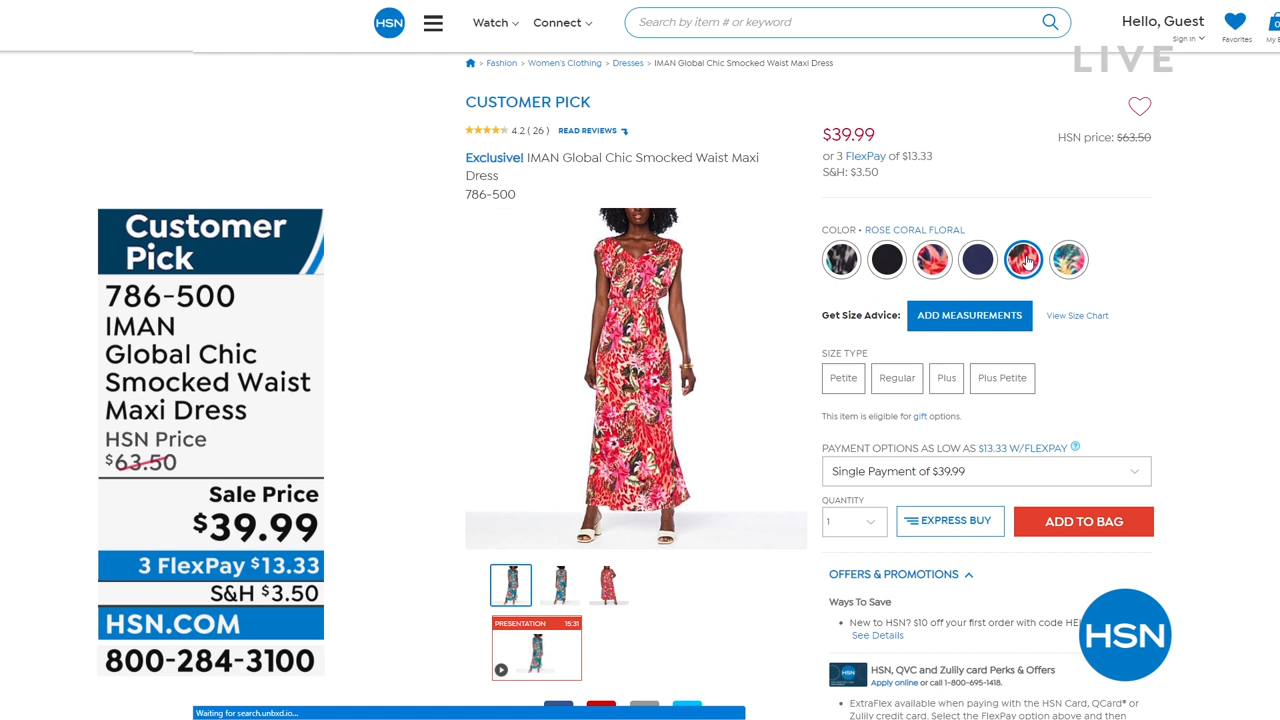 HSN
Watch
Connect
Search by item # or keyword
Hello, Guest
Sign In
Favorites
0
LIVE
> Fashion > Women's Clothing > Dresses > IMAN Global Chic Smocked Waist Maxi Dress
CUSTOMER PICK
4.2 ( 26 ) READ REVIEWS
Exclusive! IMAN Global Chic Smocked Waist Maxi
Dress
786-500
$39.99
HSN price: $63.50
or 3 FlexPay of $13.33
S&H: $3.50
COLOR • ROSE CORAL FLORAL
Get Size Advice:
ADD MEASUREMENTS
View Size Chart
SIZE TYPE
Petite
Regular
Plus
Plus Petite
This item is eligible for gift options.
PAYMENT OPTIONS AS LOW AS $13.33 W/FLEXPAY ?
Single Payment of $39.99
QUANTITY
1
EXPRESS BUY
ADD TO BAG
OFFERS & PROMOTIONS
Ways To Save
• New to HSN? $10 off your first order with code
See Details
HSN
HSN, QVC and Zulily card Perks & Offers
Apply online or call 1-800-695-1418.
• ExtraFlex available when paying with the HSN Card, QCard® or
Zulily credit card. Select the FlexPay option above and then
HSN
Customer
Pick
786-500
IMAN
Global Chic
Smocked Waist
Maxi Dress
HSN Price
$63.50
Sale Price
$39.99
3 FlexPay $13.33
S&H $3.50
HSN.COM
800-284-3100
PRESENTATION 15:31
Waiting for search.unbxd.io...